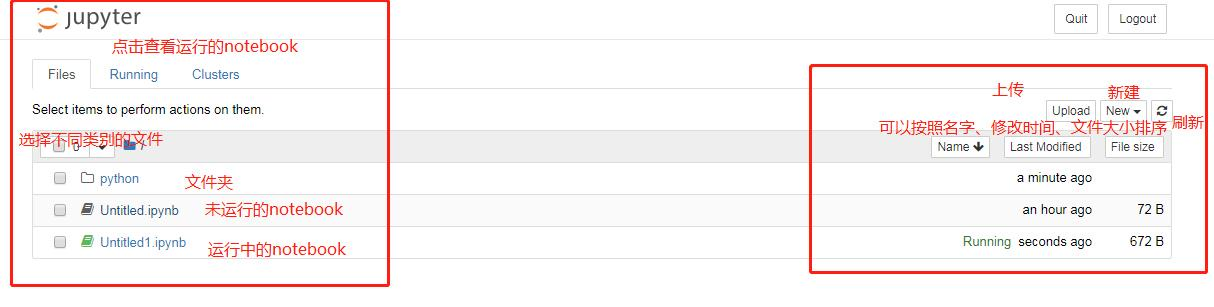 jupyter
Quit Logout
点击查看运行的notebook
Files Running Clusters
上传 新建
Select items to perform actions on them.
Upload New
刷新
可以按照名字、修改时间、文件大小排序
选择不同类别的文件
0 /
Name Last Modified File size
python 文件夹 a minute ago
Untitled.ipynb 未运行的notebook an hour ago 72 B
Untitled1.ipynb 运行中的notebook Running seconds ago 672 B